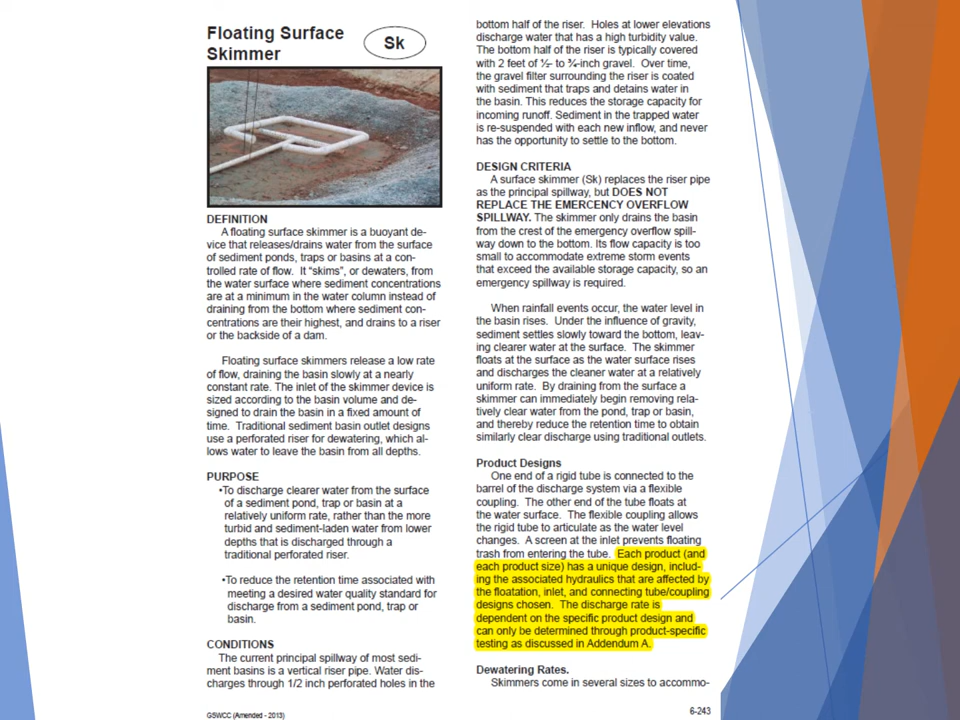 Floating Surface
Skimmer
Sk
DEFINITION
A floating surface skimmer is a buoyant de-
vice that releases/drains water from the surface
of sediment ponds, traps or basins at a con-
trolled rate of flow.  It “skims”, or dewaters, from
the water surface where sediment concentrations
are at a minimum in the water column instead of
draining from the bottom where sediment con-
centrations are their highest, and drains to a riser
or the backside of a dam.
Floating surface skimmers release a low rate
of flow, draining the basin slowly at a nearly
constant rate. The inlet of the skimmer device is
sized according to the basin volume and de-
signed to drain the basin in a fixed amount of
time.  Traditional sediment basin outlet designs
use a perforated riser for dewatering, which al-
lows water to leave the basin from all depths.
PURPOSE
•To discharge clearer water from the surface
of a sediment pond, trap or basin at a
relatively uniform rate, rather than the more
turbid and sediment-laden water from lower
depths that is discharged through a
traditional perforated riser.
•To reduce the retention time associated with
meeting a desired water quality standard for
discharge from a sediment pond, trap or
basin.
CONDITIONS
The current principal spillway of most sedi-
ment basins is a vertical riser pipe.  Water dis-
charges through 1/2 inch perforated holes in the
GSWCC (Amended - 2013)
bottom half of the riser.  Holes at lower elevations
discharge water that has a high turbidity value.
The bottom half of the riser is typically covered
with 2 feet of ½- to ¾-inch gravel.  Over time,
the gravel filter surrounding the riser is coated
with sediment that traps and detains water in
the basin. This reduces the storage capacity for
incoming runoff. Sediment in the trapped water
is re-suspended with each new inflow, and never
has the opportunity to settle to the bottom.
DESIGN CRITERIA
A surface skimmer (Sk) replaces the riser pipe
as the principal spillway, but DOES NOT
REPLACE THE EMERCENCY OVERFLOW
SPILLWAY. The skimmer only drains the basin
from the crest of the emergency overflow spill-
way down to the bottom. Its flow capacity is too
small to accommodate extreme storm events
that exceed the available storage capacity, so an
emergency spillway is required.
When rainfall events occur, the water level in
the basin rises.  Under the influence of gravity,
sediment settles slowly toward the bottom, leav-
ing clearer water at the surface.  The skimmer
floats at the surface as the water surface rises
and discharges the cleaner water at a relatively
uniform rate.  By draining from the surface a
skimmer can immediately begin removing rela-
tively clear water from the pond, trap or basin,
and thereby reduce the retention time to obtain
similarly clear discharge using traditional outlets.
Product Designs
One end of a rigid tube is connected to the
barrel of the discharge system via a flexible
coupling.  The other end of the tube floats at
the water surface.  The flexible coupling allows
the rigid tube to articulate as the water level
changes.  A screen at the inlet prevents floating
trash from entering the tube.  Each product (and
each product size) has a unique design, includ-
ing the associated hydraulics that are affected by
the floatation, inlet, and connecting tube/coupling
designs chosen.  The discharge rate is
dependent on the specific product design and
can only be determined through product-specific
testing as discussed in Addendum A.
Dewatering Rates.
Skimmers come in several sizes to accommo-
6-243